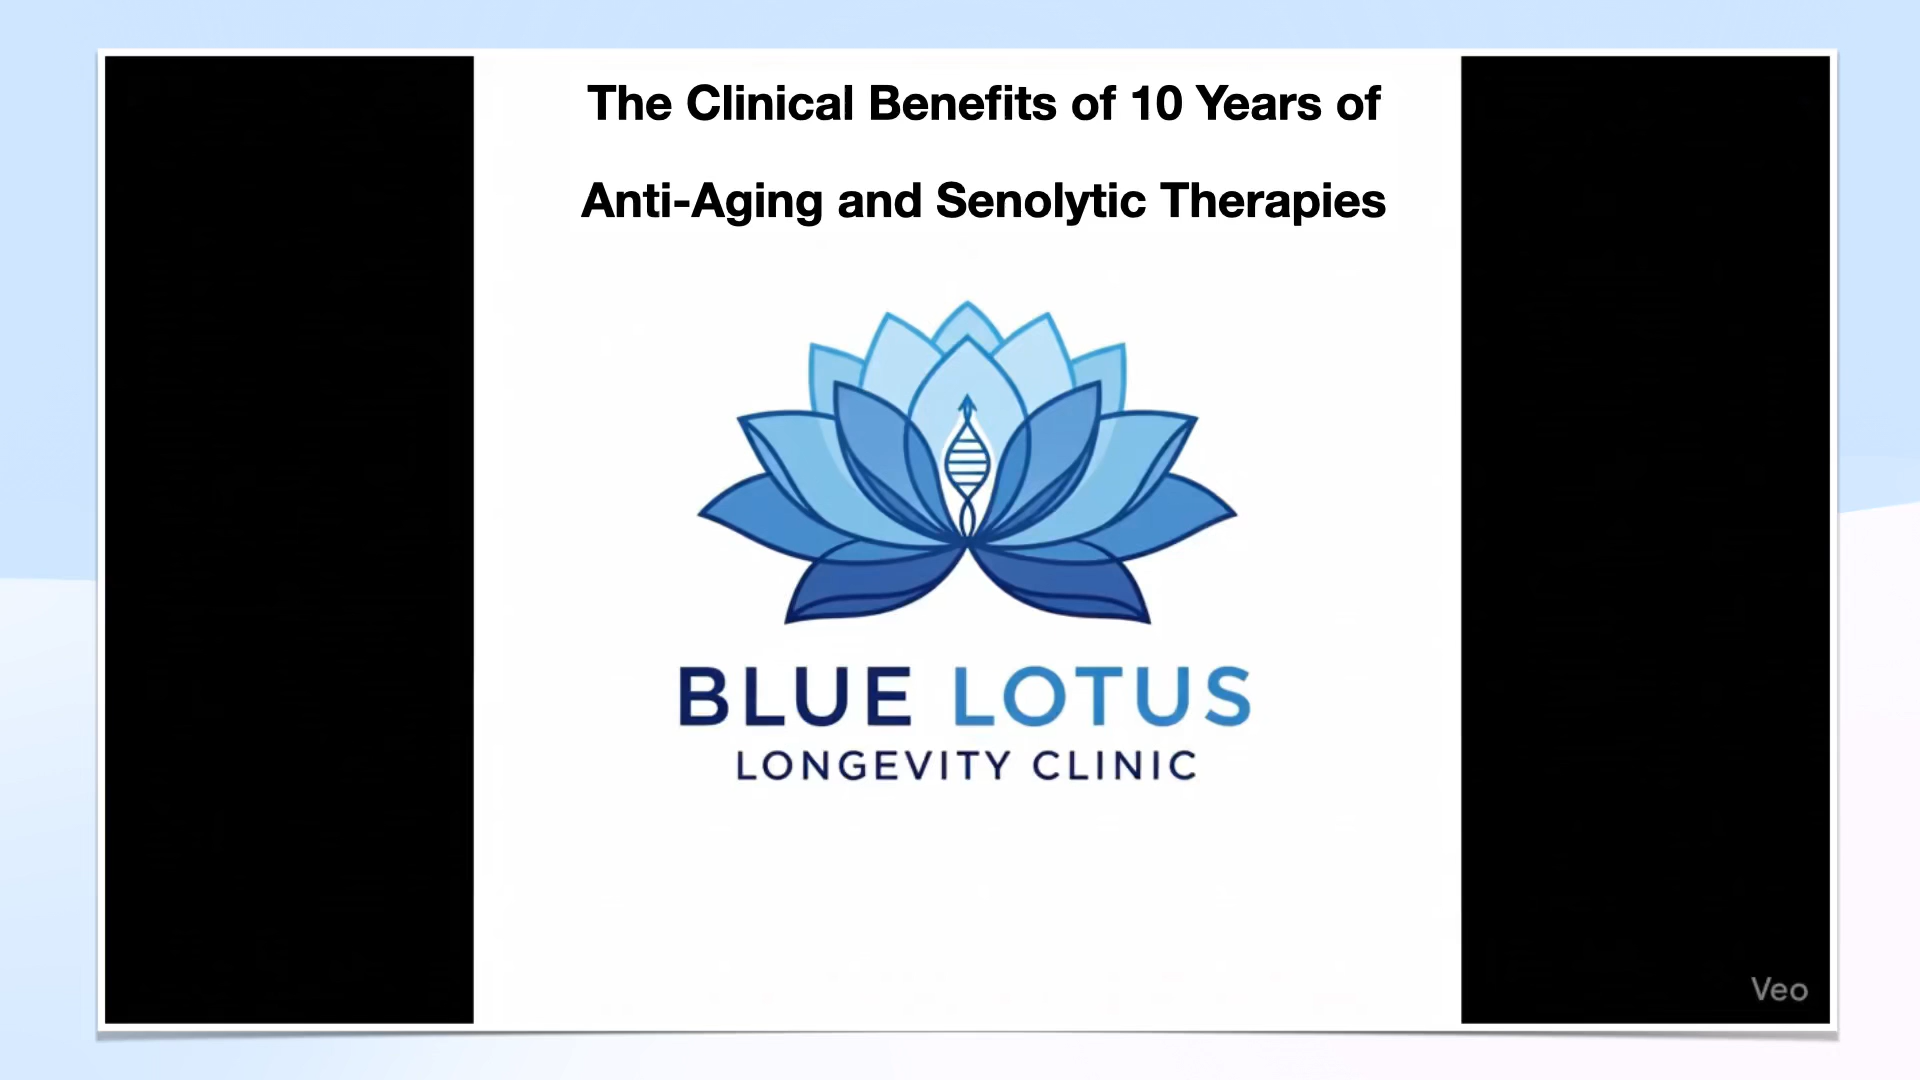 The Clinical Benefits of 10 Years of
Anti-Aging and Senolytic Therapies
BLUE LOTUS
LONGEVITY CLINIC
Veo